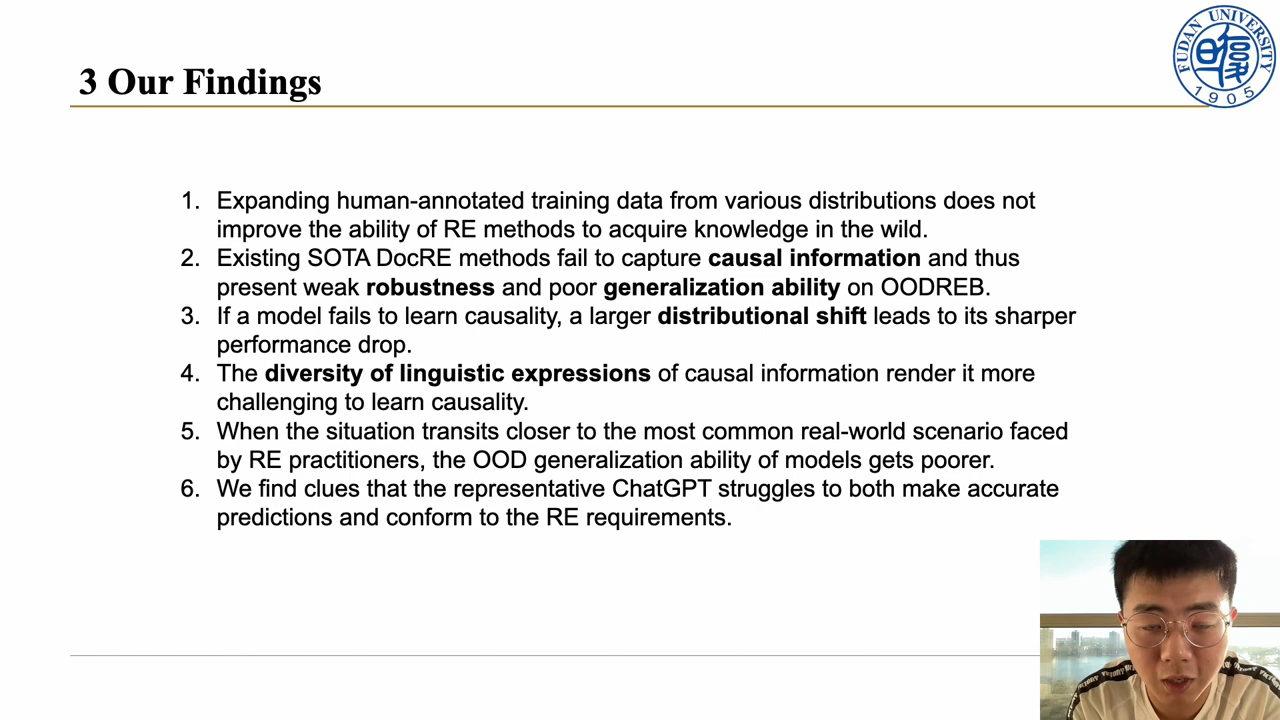 FUDAN UNIVERSITY
1905
3 Our Findings
1. Expanding human-annotated training data from various distributions does not
improve the ability of RE methods to acquire knowledge in the wild.
2. Existing SOTA DocRE methods fail to capture causal information and thus
present weak robustness and poor generalization ability on OODREB.
3. If a model fails to learn causality, a larger distributional shift leads to its sharper
performance drop.
4. The diversity of linguistic expressions of causal information render it more
challenging to learn causality.
5. When the situation transits closer to the most common real-world scenario faced
by RE practitioners, the OOD generalization ability of models gets poorer.
6. We find clues that the representative ChatGPT struggles to both make accurate
predictions and conform to the RE requirements.